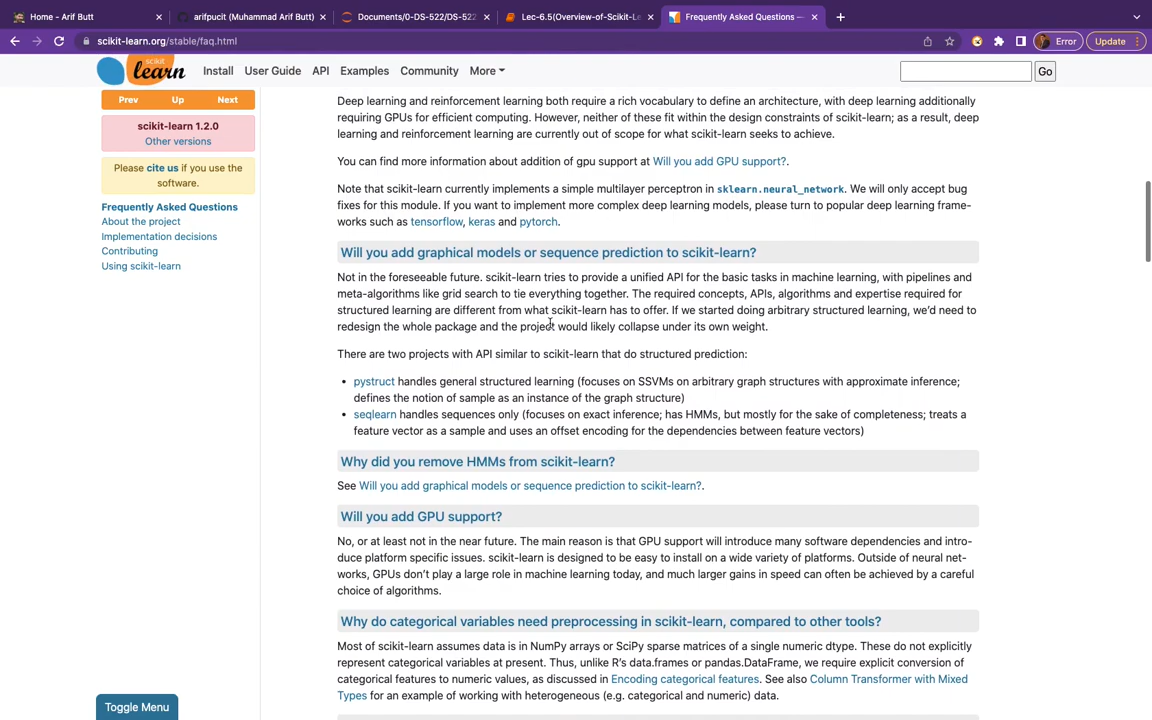 Home - Arif Butt
arifpucit (Muhammad Arif Butt)
Documents/0-DS-522/DS-522
Lec-6.5(Overview-of-Scikit-Le
Frequently Asked Questions —
scikit-learn.org/stable/faq.html
Error
Update
scikit
learn
Install
User Guide
API
Examples
Community
More
Go
Prev
Up
Next
scikit-learn 1.2.0
Other versions
Please cite us if you use the
software.
Frequently Asked Questions
About the project
Implementation decisions
Contributing
Using scikit-learn
Deep learning and reinforcement learning both require a rich vocabulary to define an architecture, with deep learning additionally
requiring GPUs for efficient computing. However, neither of these fit within the design constraints of scikit-learn; as a result, deep
learning and reinforcement learning are currently out of scope for what scikit-learn seeks to achieve.
You can find more information about addition of gpu support at Will you add GPU support?.
Note that scikit-learn currently implements a simple multilayer perceptron in sklearn.neural_network. We will only accept bug
fixes for this module. If you want to implement more complex deep learning models, please turn to popular deep learning frame-
works such as tensorflow, keras and pytorch.
Will you add graphical models or sequence prediction to scikit-learn?
Not in the foreseeable future. scikit-learn tries to provide a unified API for the basic tasks in machine learning, with pipelines and
meta-algorithms like grid search to tie everything together. The required concepts, APIs, algorithms and expertise required for
structured learning are different from what scikit-learn has to offer. If we started doing arbitrary structured learning, we'd need to
redesign the whole package and the project would likely collapse under its own weight.
There are two projects with API similar to scikit-learn that do structured prediction:
• pystruct handles general structured learning (focuses on SSVMs on arbitrary graph structures with approximate inference;
defines the notion of sample as an instance of the graph structure)
• seqlearn handles sequences only (focuses on exact inference; has HMMs, but mostly for the sake of completeness; treats a
feature vector as a sample and uses an offset encoding for the dependencies between feature vectors)
Why did you remove HMMs from scikit-learn?
See Will you add graphical models or sequence prediction to scikit-learn?.
Will you add GPU support?
No, or at least not in the near future. The main reason is that GPU support will introduce many software dependencies and intro-
duce platform specific issues. scikit-learn is designed to be easy to install on a wide variety of platforms. Outside of neural net-
works, GPUs don't play a large role in machine learning today, and much larger gains in speed can often be achieved by a careful
choice of algorithms.
Why do categorical variables need preprocessing in scikit-learn, compared to other tools?
Most of scikit-learn assumes data is in NumPy arrays or SciPy sparse matrices of a single numeric dtype. These do not explicitly
represent categorical variables at present. Thus, unlike R's data.frames or pandas.DataFrame, we require explicit conversion of
categorical features to numeric values, as discussed in Encoding categorical features. See also Column Transformer with Mixed
Types for an example of working with heterogeneous (e.g. categorical and numeric) data.
Toggle Menu